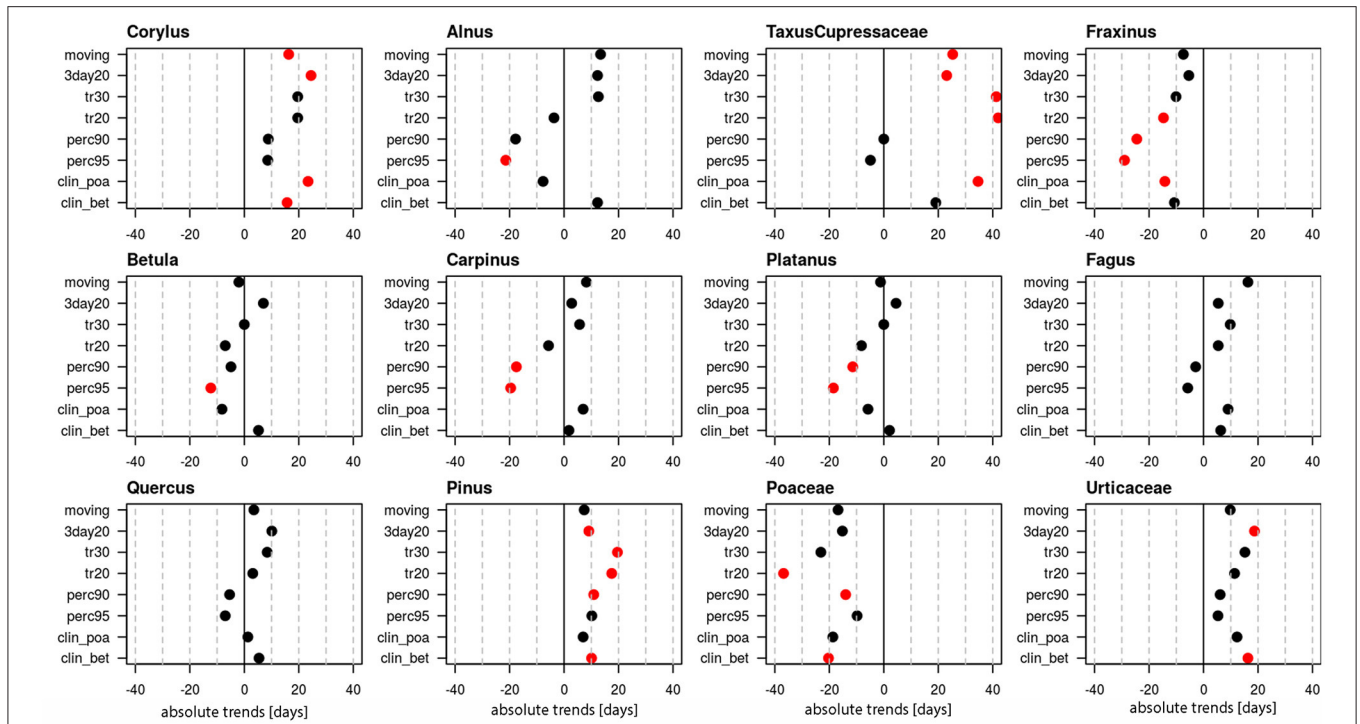 Corylus Alnus TaxusCupressaceae Fraxinus
moving moving moving moving
3day20 3day20 3day20 3day20
tr30 tr30 tr30 tr30
tr20 tr20 tr20 tr20
perc90 perc90 perc90 perc90
perc95 perc95 perc95 perc95
clin_poa clin_poa clin_poa clin_poa
clin_bet clin_bet clin_bet clin_bet
-40 -20 0 20 40 -40 -20 0 20 40 -40 -20 0 20 40 -40 -20 0 20 40
Betula Carpinus Platanus Fagus
moving moving moving moving
3day20 3day20 3day20 3day20
tr30 tr30 tr30 tr30
tr20 tr20 tr20 tr20
perc90 perc90 perc90 perc90
perc95 perc95 perc95 perc95
clin_poa clin_poa clin_poa clin_poa
clin_bet clin_bet clin_bet clin_bet
-40 -20 0 20 40 -40 -20 0 20 40 -40 -20 0 20 40 -40 -20 0 20 40
Quercus Pinus Poaceae Urticaceae
moving moving moving moving
3day20 3day20 3day20 3day20
tr30 tr30 tr30 tr30
tr20 tr20 tr20 tr20
perc90 perc90 perc90 perc90
perc95 perc95 perc95 perc95
clin_poa clin_poa clin_poa clin_poa
clin_bet clin_bet clin_bet clin_bet
-40 -20 0 20 40 -40 -20 0 20 40 -40 -20 0 20 40 -40 -20 0 20 40
absolute trends [days] absolute trends [days] absolute trends [days] absolute trends [days]